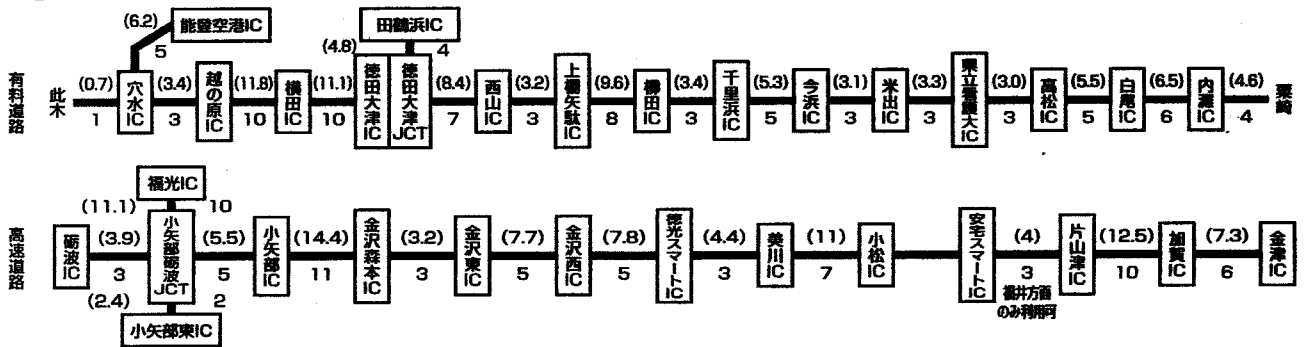 (6.2)
能登空港IC
5
田鶴浜IC
(4.8)
4
有料道路
此木
(0.7)
1
穴水IC
(3.4)
3
越の原IC
(11.8)
10
横田IC
(11.1)
10
徳田大津IC
徳田大津JCT
(8.4)
7
西山IC
(3.2)
3
上棚矢駄IC
(9.6)
8
柳田IC
(3.4)
3
千里浜IC
(5.3)
5
今浜IC
(3.1)
3
米出IC
(3.3)
3
県立看護大IC
(3.0)
3
高松IC
(5.5)
5
白尾IC
(6.5)
6
内灘IC
(4.6)
4
粟崎
福光IC
(11.1)
10
高速道路
砺波IC
(3.9)
3
小矢部砺波JCT
(2.4)
2
小矢部東IC
(5.5)
5
小矢部IC
(14.4)
11
金沢森本IC
(3.2)
3
金沢東IC
(7.7)
5
金沢西IC
(7.8)
5
徳光スマートIC
(4.4)
3
美川IC
(11)
7
小松IC
安宅スマートIC
(4)
3
福井方面
のみ利用可
片山津IC
(12.5)
10
加賀IC
(7.3)
6
金津IC